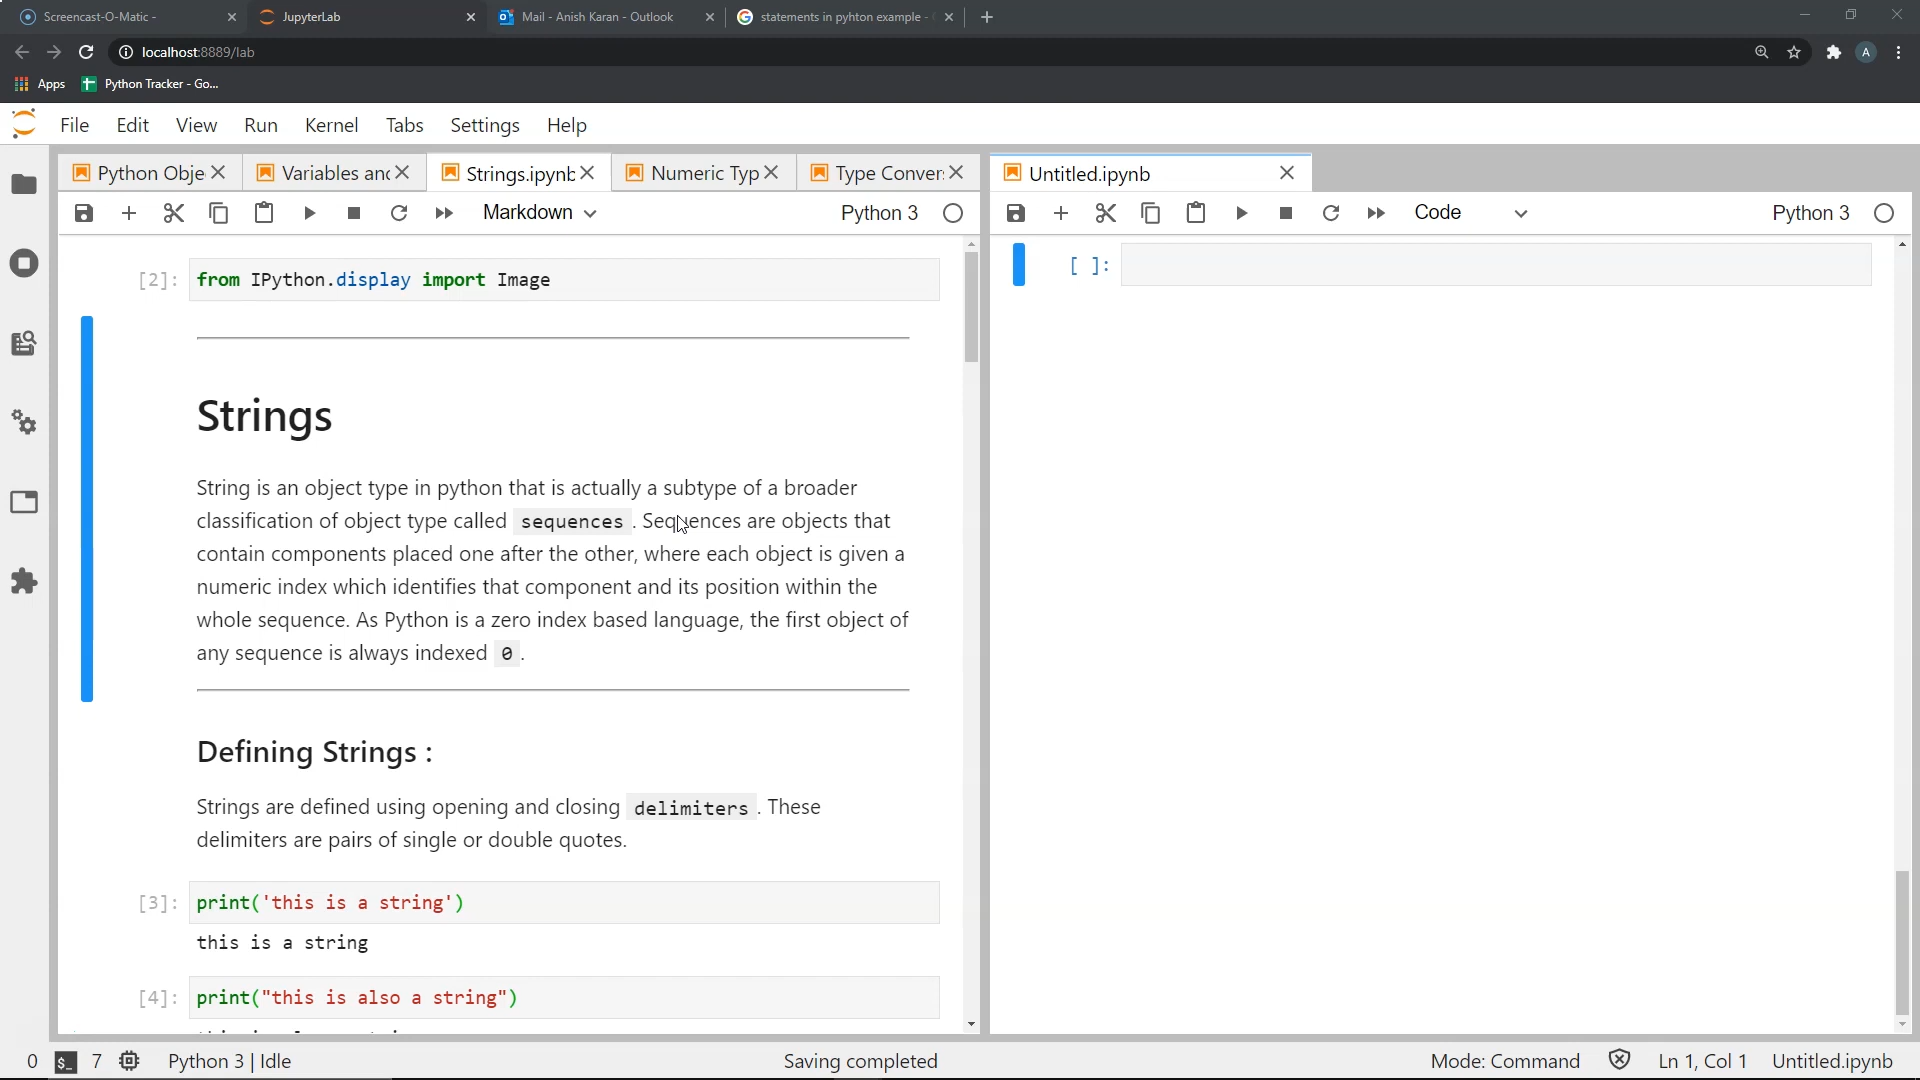 Screencast-O-Matic -
JupyterLab
Mail - Anish Karan - Outlook
statements in pyhton example -
localhost:8889/lab
A
Apps
Python Tracker - Go...
File Edit View Run Kernel Tabs Settings Help
Python Obje
Variables anc
Strings.ipynb
Numeric Typ
Type Conver
Untitled.ipynb
Markdown
Python 3
Code
Python 3
[2]: from IPython.display import Image
[ ]:
Strings
String is an object type in python that is actually a subtype of a broader
classification of object type called sequences . Sequences are objects that
contain components placed one after the other, where each object is given a
numeric index which identifies that component and its position within the
whole sequence. As Python is a zero index based language, the first object of
any sequence is always indexed 0 .
Defining Strings :
Strings are defined using opening and closing delimiters . These
delimiters are pairs of single or double quotes.
[3]: print('this is a string')
this is a string
[4]: print("this is also a string")
0 $_ 7 Python 3 | Idle
Saving completed
Mode: Command
Ln 1, Col 1
Untitled.ipynb